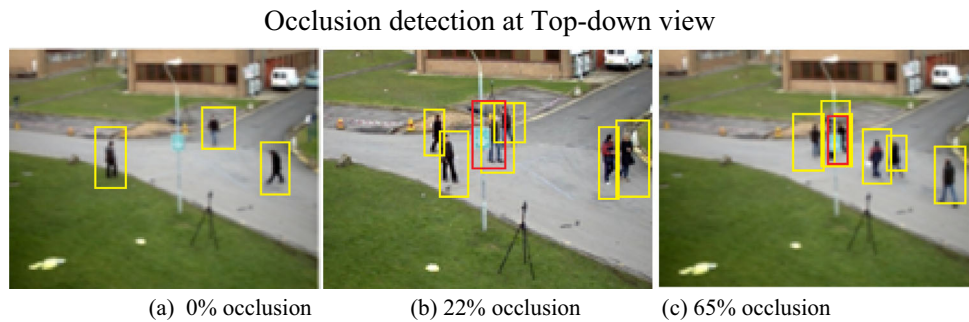 Occlusion detection at Top-down view
(a) 0% occlusion
(b) 22% occlusion
(c) 65% occlusion